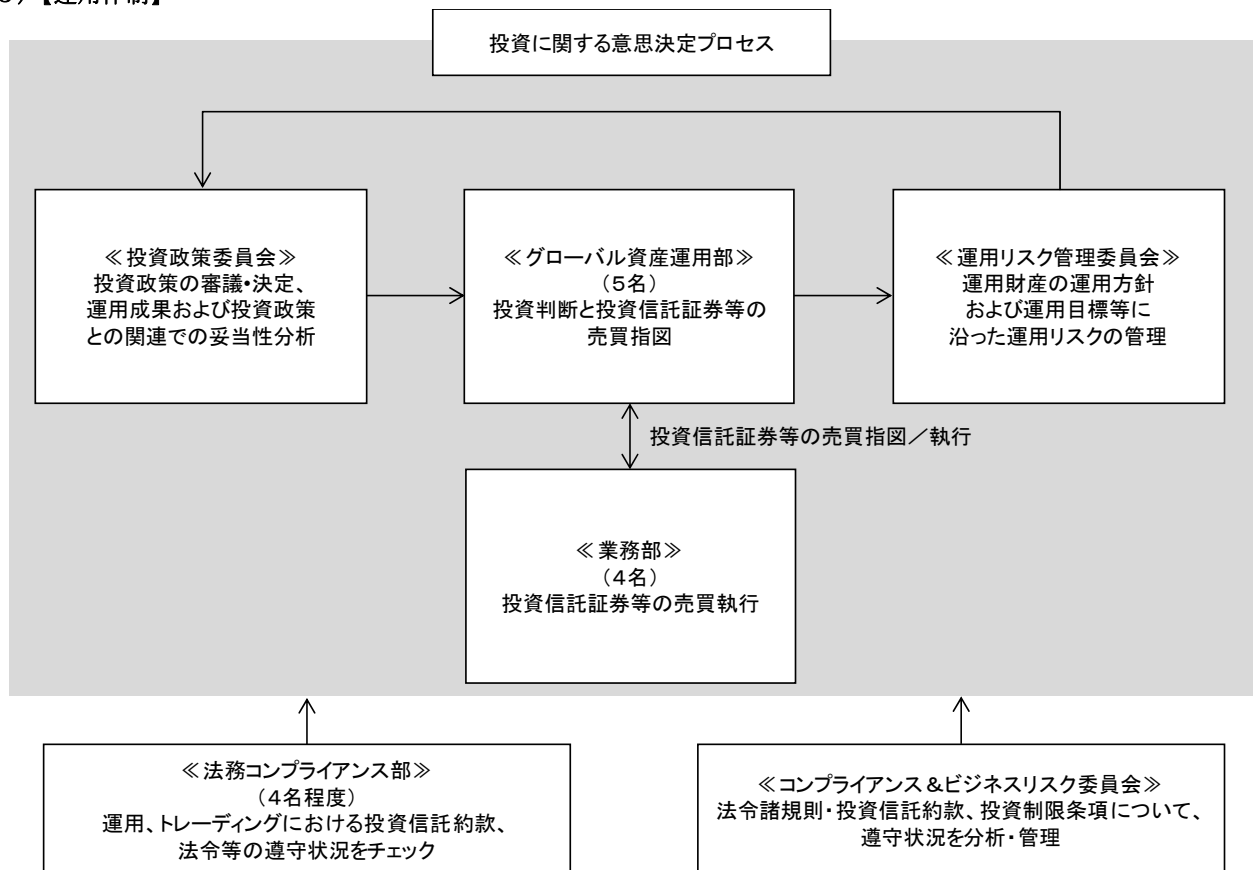 【運用体制】
投資に関する意思決定プロセス
≪投資政策委員会≫
投資政策の審議・決定、
運用成果および投資政策
との関連での妥当性分析
≪グローバル資産運用部≫
(5名)
投資判断と投資信託証券等の
売買指図
≪運用リスク管理委員会≫
運用財産の運用方針
および運用目標等に
沿った運用リスクの管理
投資信託証券等の売買指図／執行
≪業務部≫
(4名)
投資信託証券等の売買執行
≪法務コンプライアンス部≫
(4名程度)
運用、トレーディングにおける投資信託約款、
法令等の遵守状況をチェック
≪コンプライアンス＆ビジネスリスク委員会≫
法令諸規則・投資信託約款、投資制限条項について、
遵守状況を分析・管理